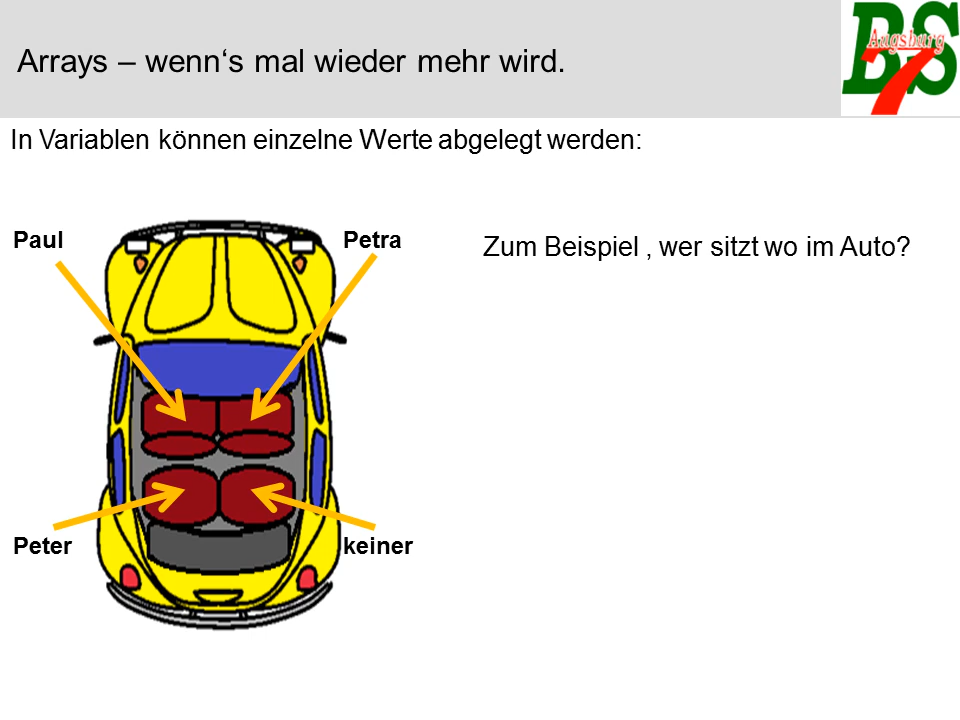 Arrays – wenn‘s mal wieder mehr wird.
BS
Augsburg
7
In Variablen können einzelne Werte abgelegt werden:
Paul
Petra
Zum Beispiel , wer sitzt wo im Auto?
Peter
keiner